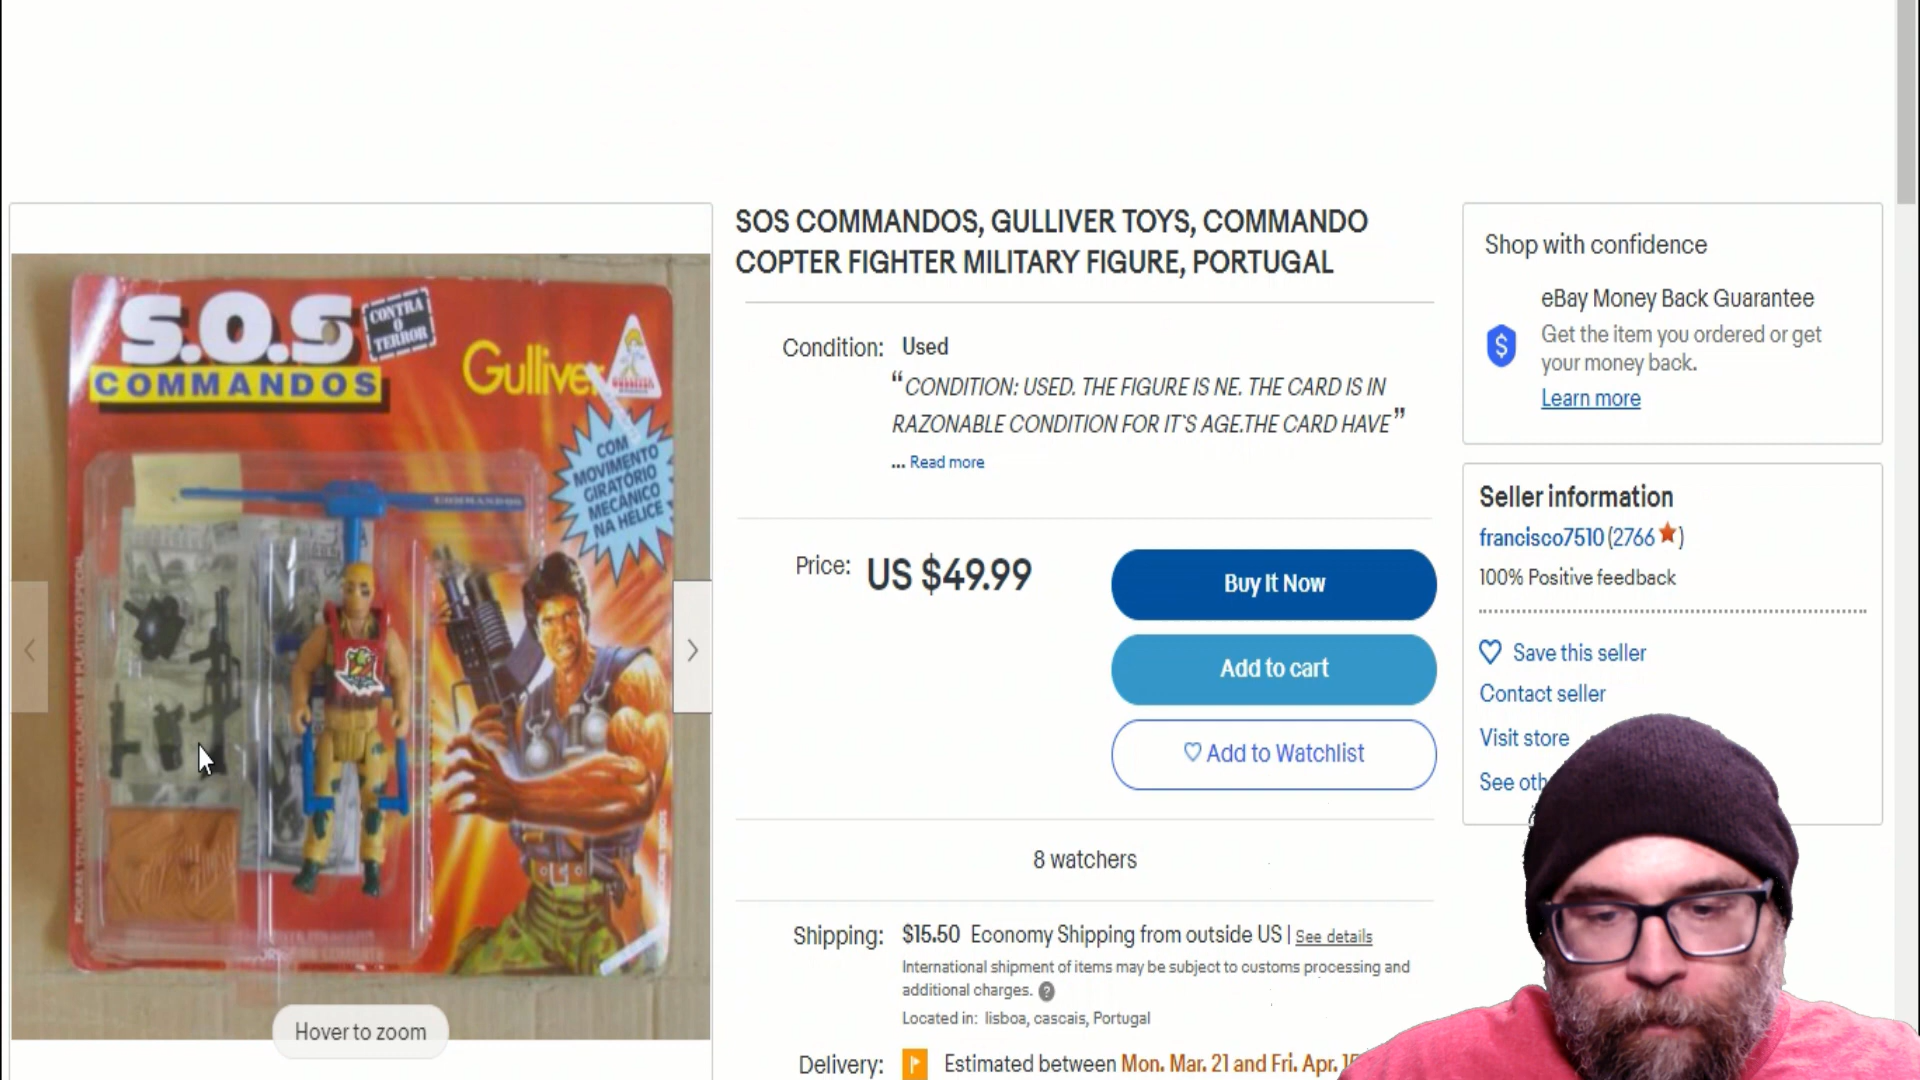 S.O.S
COMMANDOS
CONTRA
O
TERROR
Gulliver
COM
MOVIMENTO
GIRATÓRIO
MECÂNICO
NA HÉLICE
COMMANDOS
Hover to zoom
SOS COMMANDOS, GULLIVER TOYS, COMMANDO
COPTER FIGHTER MILITARY FIGURE, PORTUGAL
Condition: Used
“CONDITION: USED. THE FIGURE IS NE. THE CARD IS IN
RAZONABLE CONDITION FOR IT`S AGE.THE CARD HAVE”
... Read more
Price: US $49.99
Buy It Now
Add to cart
Add to Watchlist
8 watchers
Shipping: $15.50 Economy Shipping from outside US | See details
International shipment of items may be subject to customs processing and
additional charges.
Located in: lisboa, cascais, Portugal
Delivery: Estimated between Mon. Mar. 21 and Fri. Apr.
Shop with confidence
eBay Money Back Guarantee
Get the item you ordered or get
your money back.
Learn more
Seller information
francisco7510 (2766)
100% Positive feedback
Save this seller
Contact seller
Visit store
See